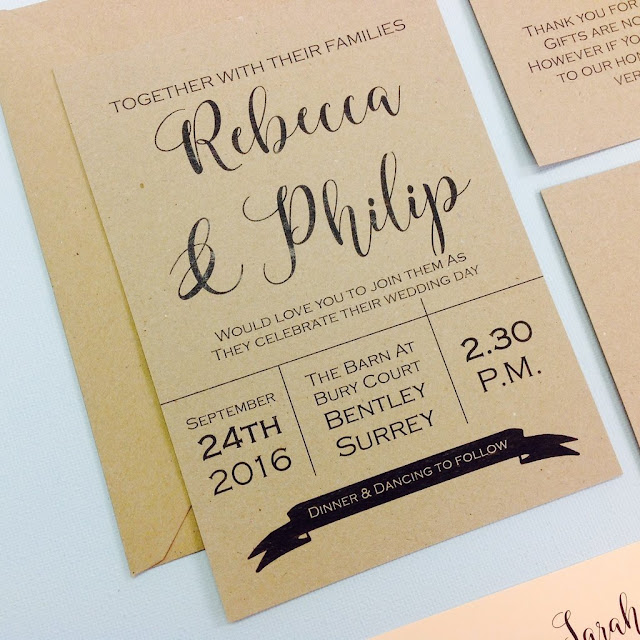 TOGETHER WITH THEIR FAMILIES
Rebecca
& Philip
WOULD LOVE YOU TO JOIN THEM AS
THEY CELEBRATE THEIR WEDDING DAY
SEPTEMBER
24TH
2016
THE BARN AT
BURY COURT
BENTLEY
SURREY
2.30
P.M.
DINNER & DANCING TO FOLLOW
THANK YOU FOR
GIFTS ARE NO
HOWEVER IF YO
TO OUR HON
VER
Sarah